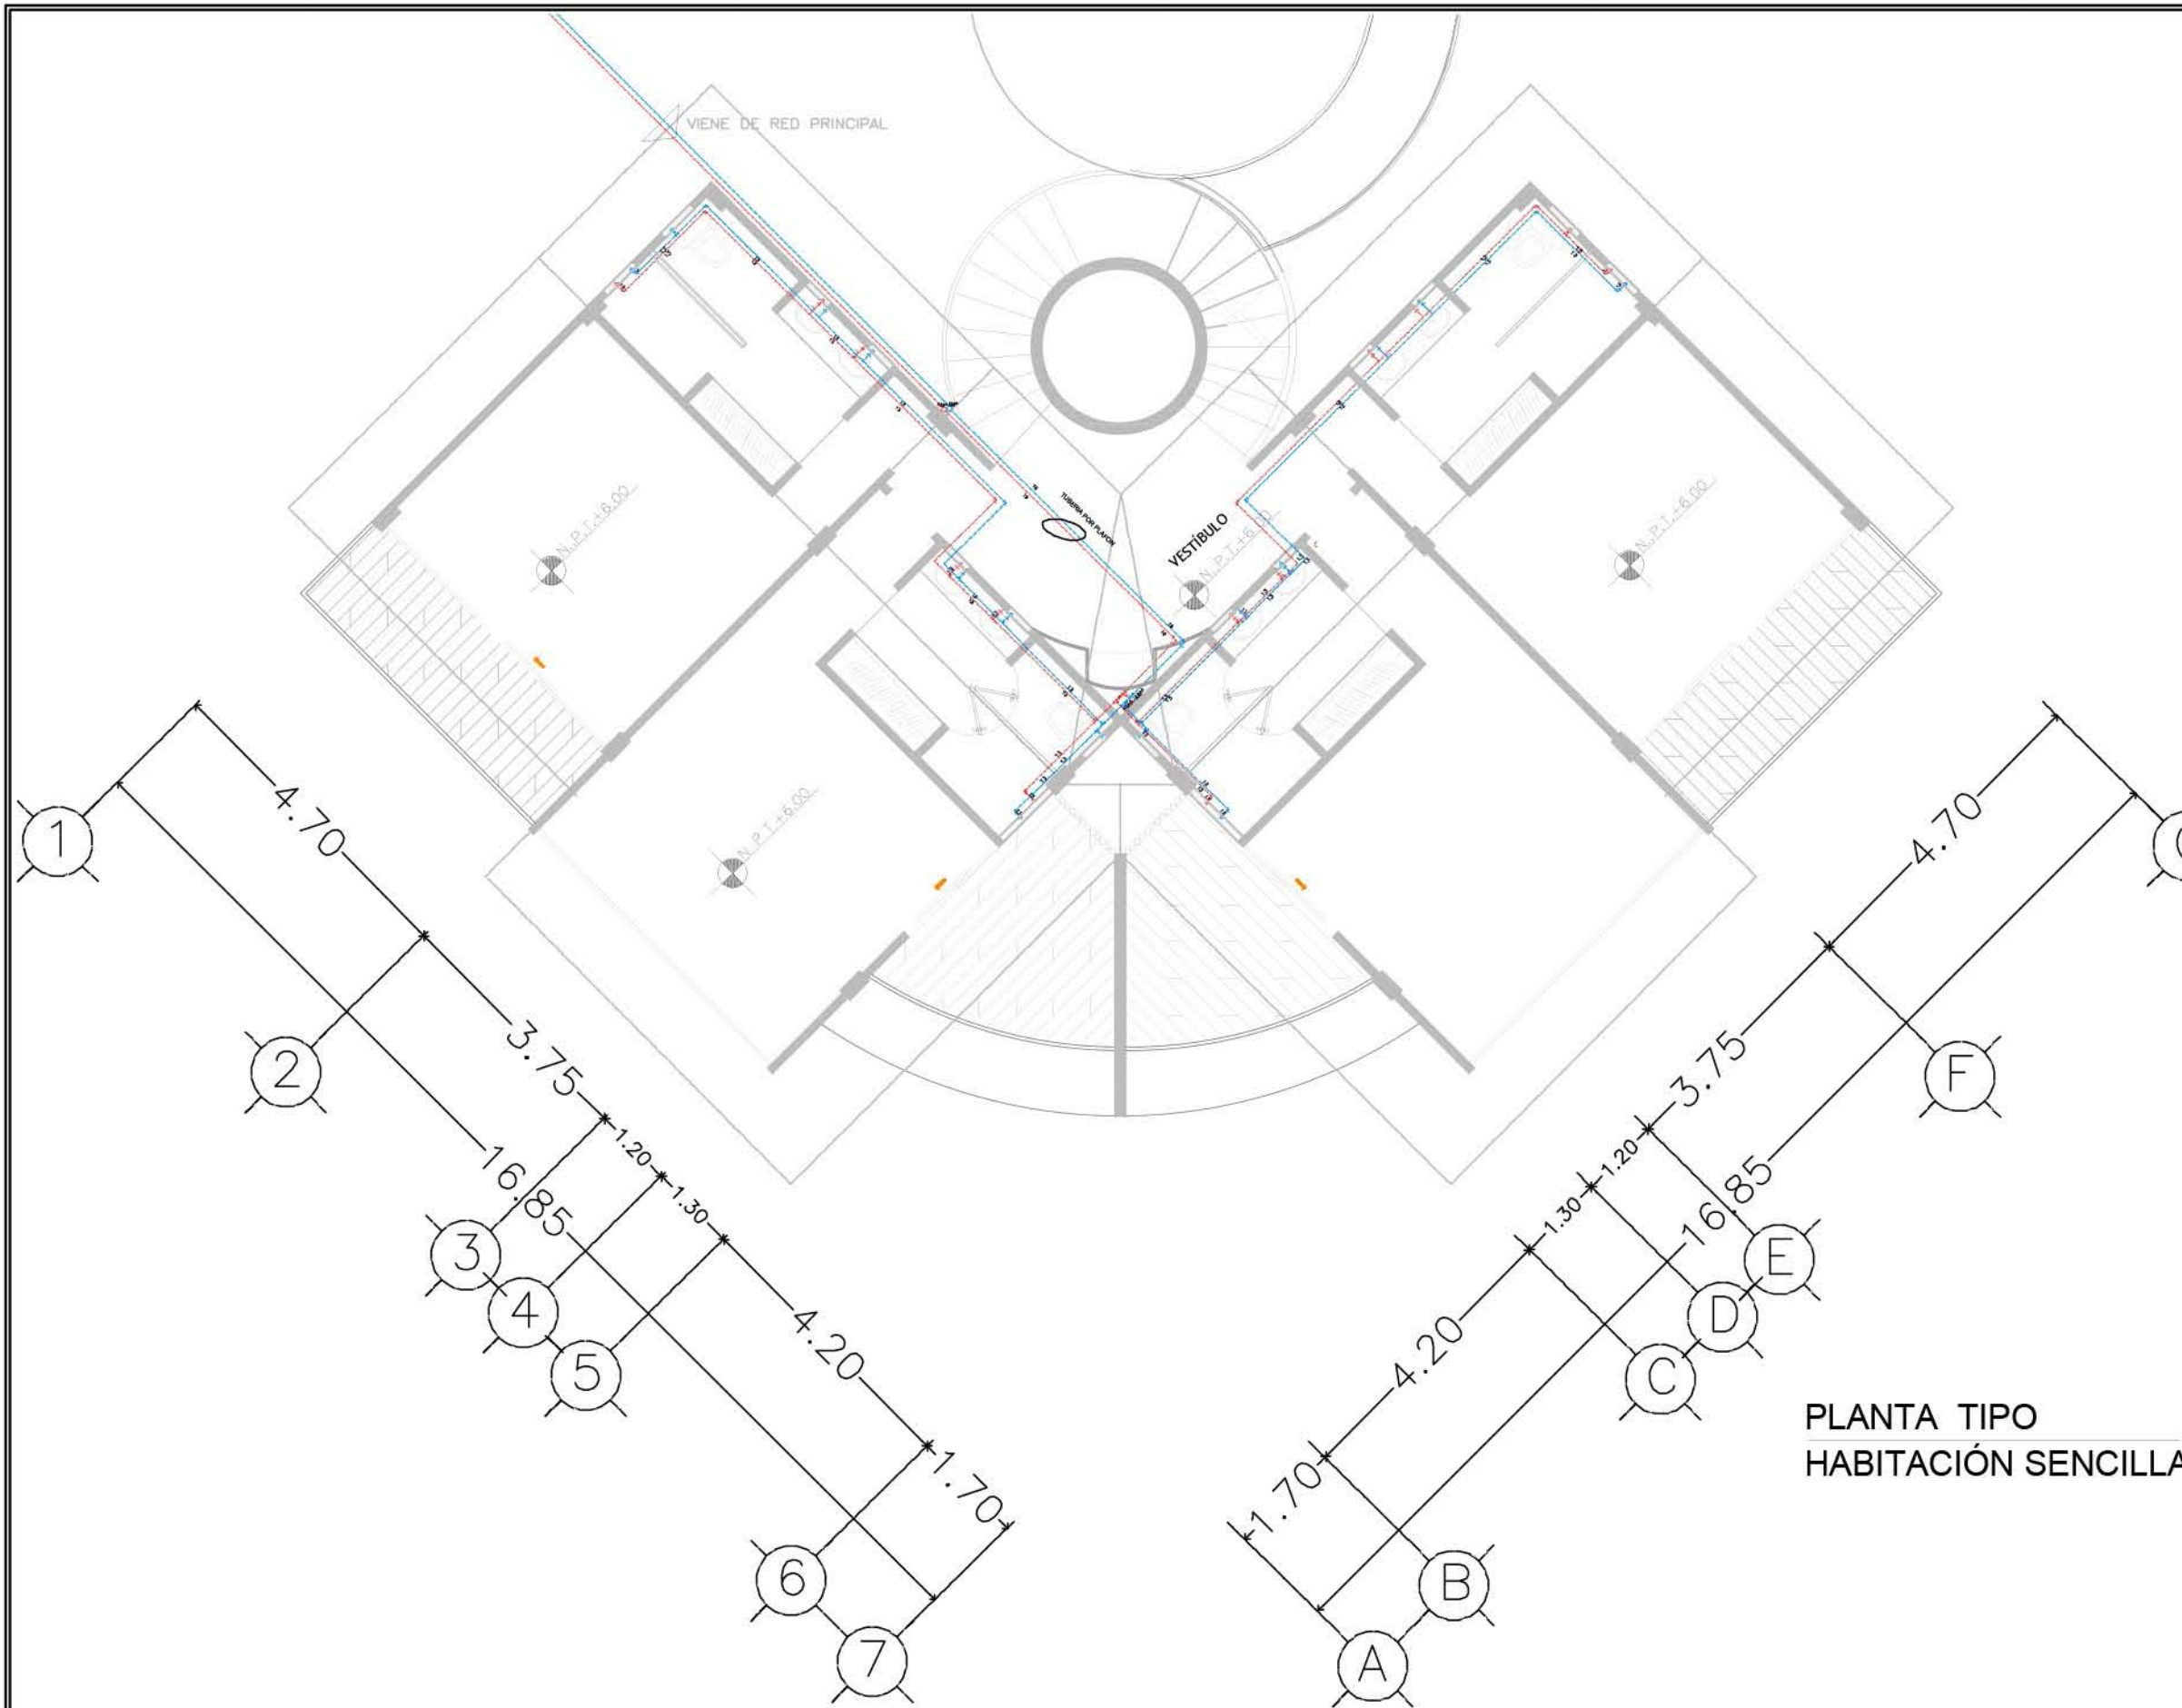 VIENE DE RED PRINCIPAL
N.P.T.+6.00
TUBERIA POR PLAFON
VESTÍBULO
N.P.T.+6.00
N.P.T.+6.00
N.P.T.+6.00
1
4.70
2
3.75
3
1.20
4
1.30
5
16.85
4.20
6
1.70
7
4.70
F
3.75
E
1.20
D
1.30
C
16.85
4.20
B
1.70
A
PLANTA TIPO
HABITACIÓN SENCILLA